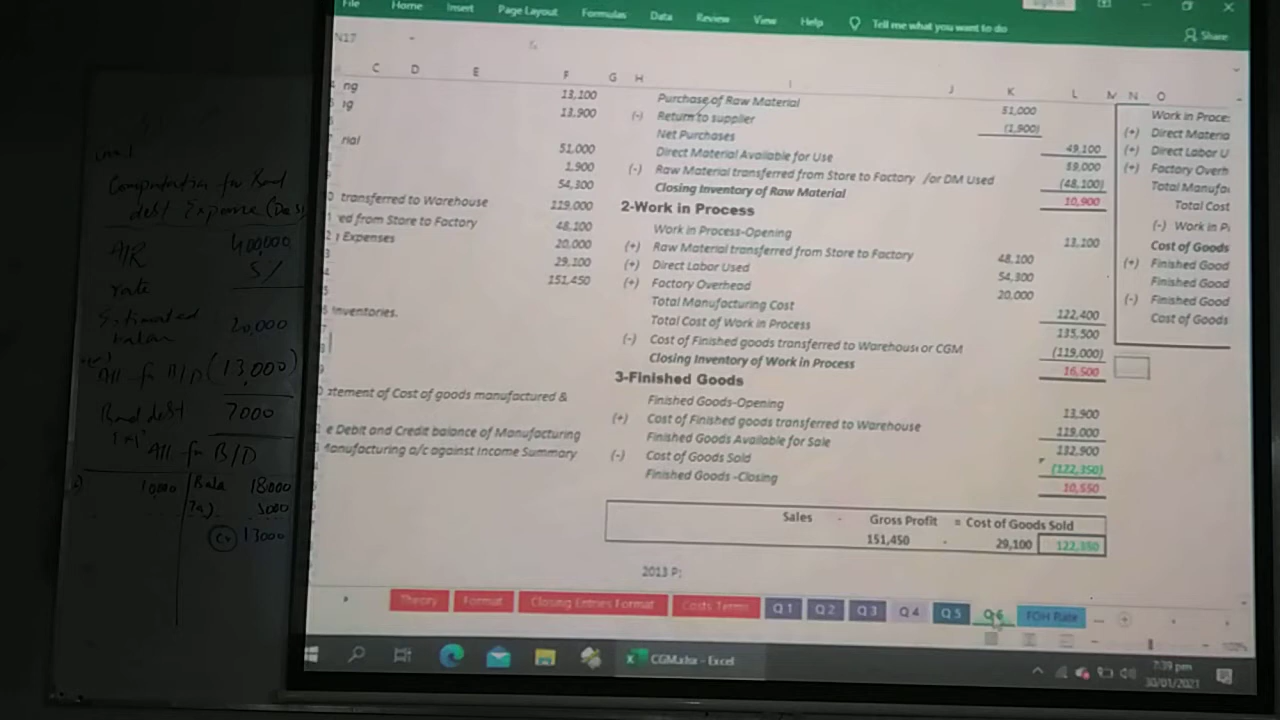 File Home Insert Page Layout Formulas Data Review View Help Tell me what you want to do Share
N17
C D E F G H I J K L M N O
ng 13,100
ng 13,900
rial
51,000
1,900
54,300
transferred to Warehouse 119,000
ed from Store to Factory 48,100
Expenses 20,000
29,100
151,450
Inventories.
atement of Cost of goods manufactured &
e Debit and Credit balance of Manufacturing
Manufacturing a/c against Income Summary
Purchase of Raw Material 51,000
(-) Return to supplier (1,900)
Net Purchases 49,100
Direct Material Available for Use 59,000
(-) Raw Material transferred from Store to Factory /or DM Used (48,100)
Closing Inventory of Raw Material 10,900
2-Work in Process
Work in Process-Opening 13,100
(+) Raw Material transferred from Store to Factory 48,100
(+) Direct Labor Used 54,300
(+) Factory Overhead 20,000
Total Manufacturing Cost 122,400
Total Cost of Work in Process 135,500
(-) Cost of Finished goods transferred to Warehouse or CGM (119,000)
Closing Inventory of Work in Process 16,500
3-Finished Goods
Finished Goods-Opening 13,900
(+) Cost of Finished goods transferred to Warehouse 119,000
Finished Goods Available for Sale 132,900
(-) Cost of Goods Sold (122,350)
Finished Goods -Closing 10,550
Sales - Gross Profit = Cost of Goods Sold
151,450 - 29,100 122,350
2013 P;
Work in Proce
(+) Direct Materia
(+) Direct Labor U
(+) Factory Overh
Total Manufa
Total Cost
(-) Work in P
Cost of Goods
(+) Finished Good
Finished Good
(-) Finished Good
Cost of Goods
Theory Format Closing Entries Format Costs Terms Q 1 Q 2 Q 3 Q 4 Q 5 Q 6 FOH Rate
CGM.xlsx - Excel
7:39 pm
30/01/2021
Computation for Bad
debt Expense
A/R 400,000
rate 5%
Estimated 20,000
All for B/D (13,000)
Bad debt 7000
All for B/D
Bala 18000
13000